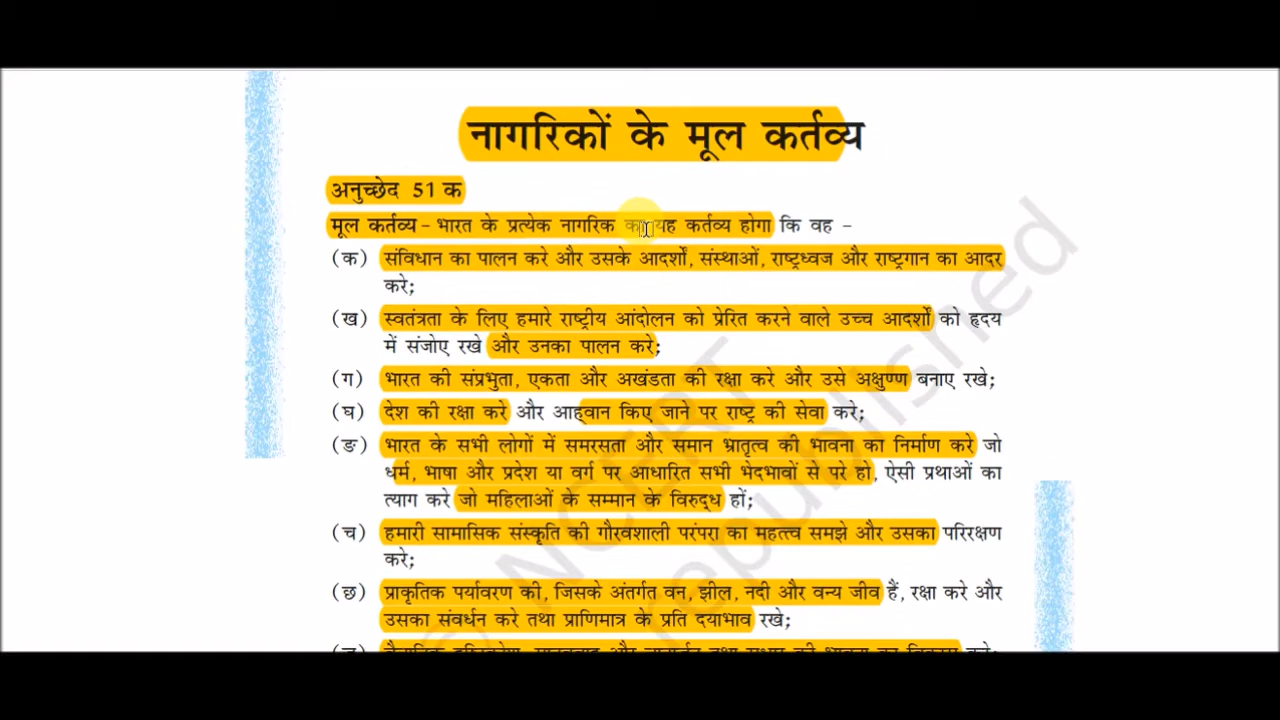 नागरिकों के मूल कर्तव्य
अनुच्छेद 51 क
मूल कर्तव्य - भारत के प्रत्येक नागरिक का यह कर्तव्य होगा कि वह -
(क) संविधान का पालन करे और उसके आदर्शों, संस्थाओं, राष्ट्रध्वज और राष्ट्रगान का आदर
करे;
(ख) स्वतंत्रता के लिए हमारे राष्ट्रीय आंदोलन को प्रेरित करने वाले उच्च आदर्शों को हृदय
में संजोए रखे और उनका पालन करे;
(ग) भारत की संप्रभुता, एकता और अखंडता की रक्षा करे और उसे अक्षुण्ण बनाए रखे;
(घ) देश की रक्षा करे और आह्वान किए जाने पर राष्ट्र की सेवा करे;
(ङ) भारत के सभी लोगों में समरसता और समान भ्रातृत्व की भावना का निर्माण करे जो
धर्म, भाषा और प्रदेश या वर्ग पर आधारित सभी भेदभावों से परे हो, ऐसी प्रथाओं का
त्याग करे जो महिलाओं के सम्मान के विरुद्ध हों;
(च) हमारी सामासिक संस्कृति की गौरवशाली परंपरा का महत्त्व समझे और उसका परिरक्षण
करे;
(छ) प्राकृतिक पर्यावरण की, जिसके अंतर्गत वन, झील, नदी और वन्य जीव हैं, रक्षा करे और
उसका संवर्धन करे तथा प्राणिमात्र के प्रति दयाभाव रखे;
© NCERT
republished